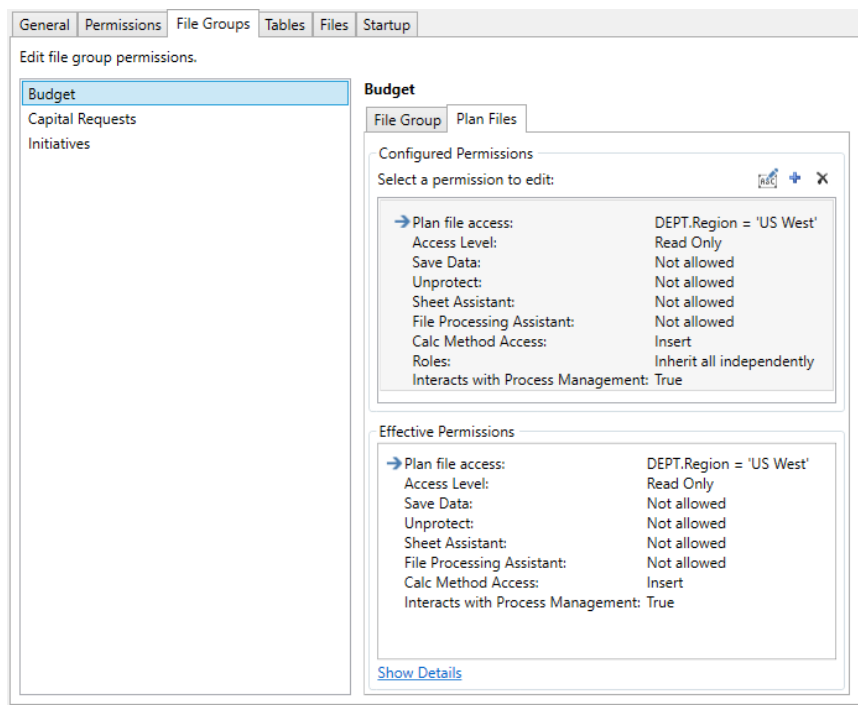 General Permissions File Groups Tables Files Startup
Edit file group permissions.
Budget
Capital Requests
Initiatives
Budget
File Group Plan Files
Configured Permissions
Select a permission to edit:
ABC
Plan file access: DEPT.Region = 'US West'
Access Level: Read Only
Save Data: Not allowed
Unprotect: Not allowed
Sheet Assistant: Not allowed
File Processing Assistant: Not allowed
Calc Method Access: Insert
Roles: Inherit all independently
Interacts with Process Management: True
Effective Permissions
Plan file access: DEPT.Region = 'US West'
Access Level: Read Only
Save Data: Not allowed
Unprotect: Not allowed
Sheet Assistant: Not allowed
File Processing Assistant: Not allowed
Calc Method Access: Insert
Interacts with Process Management: True
Show Details